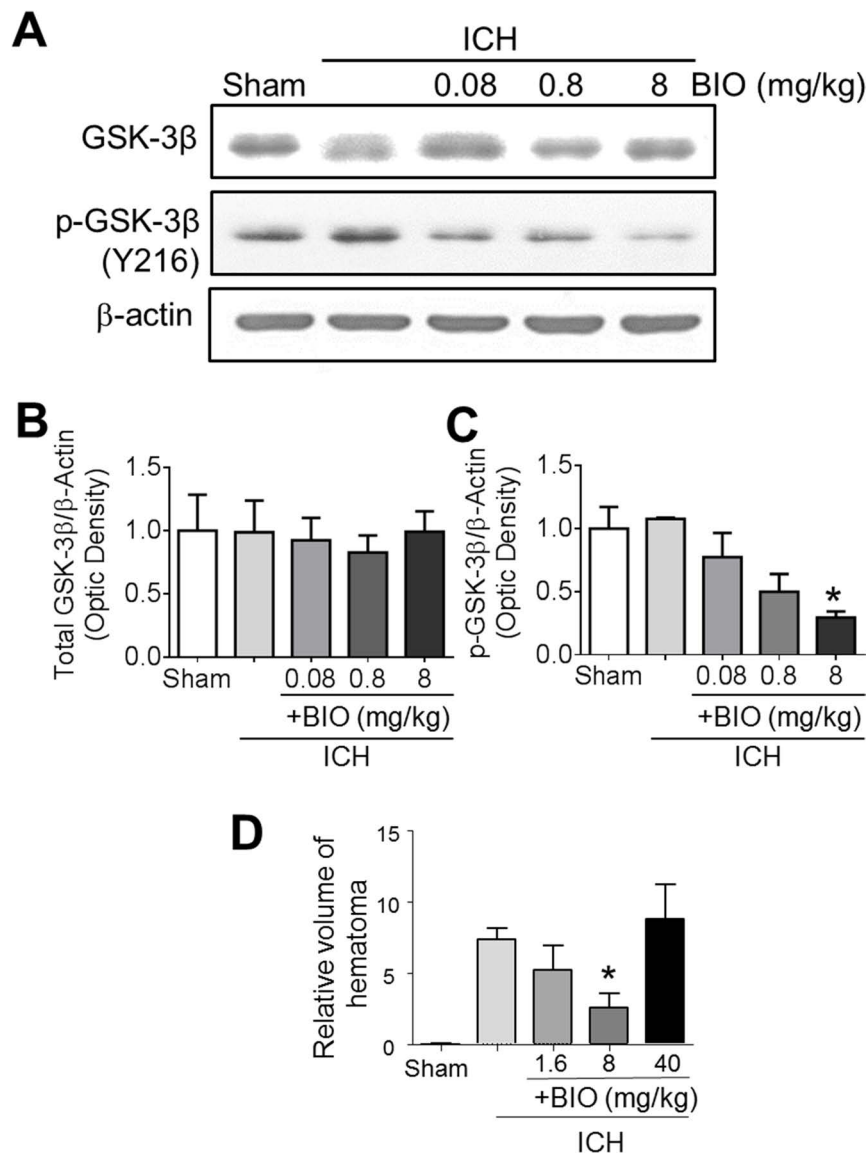 A
ICH
Sham 0.08 0.8 8 BIO (mg/kg)
GSK-3β
p-GSK-3β
(Y216)
β-actin
B
Total GSK-3β/β-Actin
(Optic Density)
1.5
1.0
0.5
0.0
Sham 0.08 0.8 8
+BIO (mg/kg)
ICH
C
p-GSK-3β/β-Actin
(Optic Density)
1.5
1.0
0.5
0.0
*
Sham 0.08 0.8 8
+BIO (mg/kg)
ICH
D
Relative volume of
hematoma
15
10
5
0
*
Sham 1.6 8 40
+BIO (mg/kg)
ICH